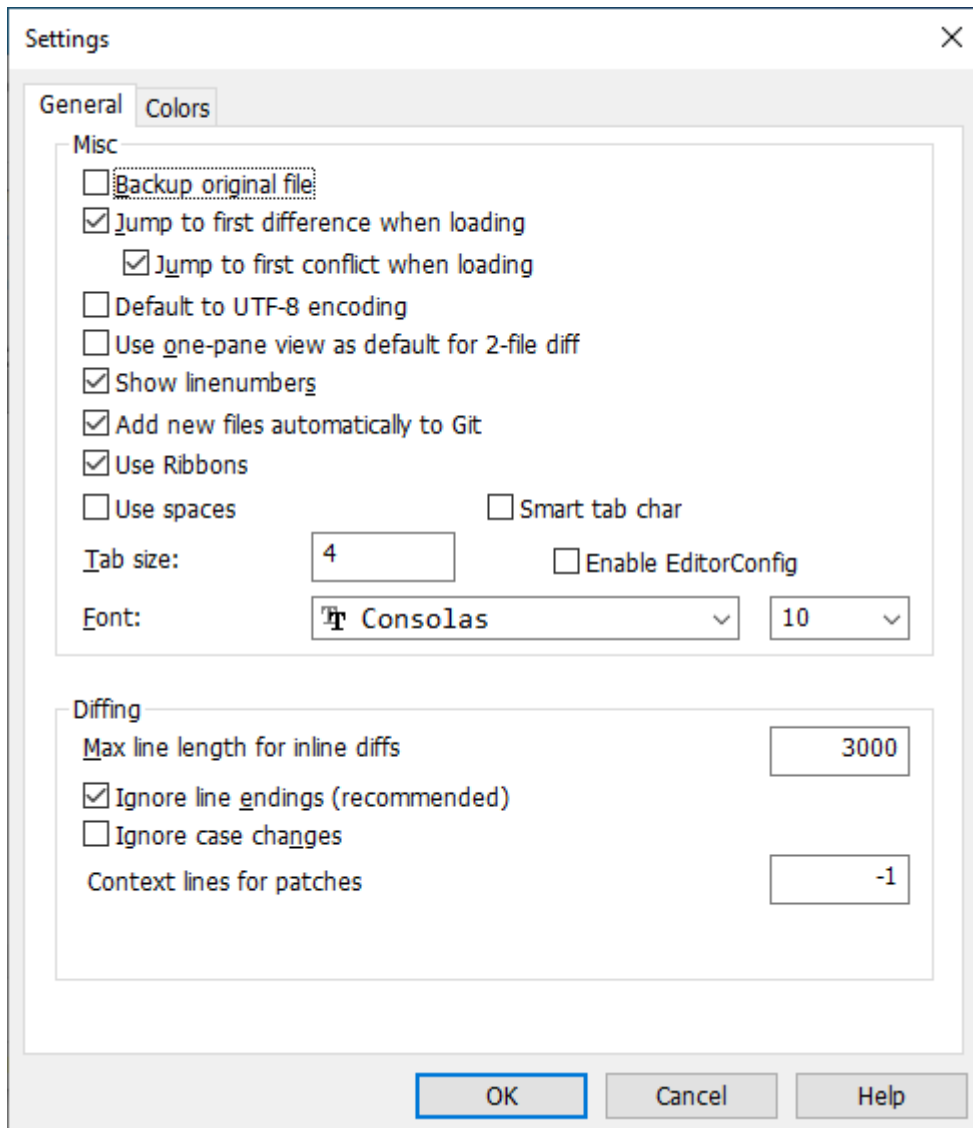 Settings
General Colors
Misc
Backup original file
Jump to first difference when loading
Jump to first conflict when loading
Default to UTF-8 encoding
Use one-pane view as default for 2-file diff
Show linenumbers
Add new files automatically to Git
Use Ribbons
Use spaces Smart tab char
Tab size: 4 Enable EditorConfig
Font: Consolas 10
Diffing
Max line length for inline diffs 3000
Ignore line endings (recommended)
Ignore case changes
Context lines for patches -1
OK Cancel Help